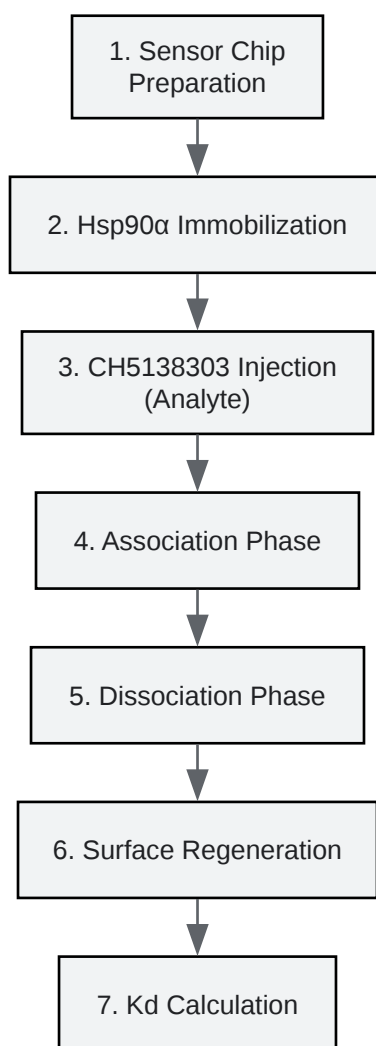 1. Sensor Chip
Preparation
2. Hsp90α Immobilization
3. CH5138303 Injection
(Analyte)
4. Association Phase
5. Dissociation Phase
6. Surface Regeneration
7. Kd Calculation